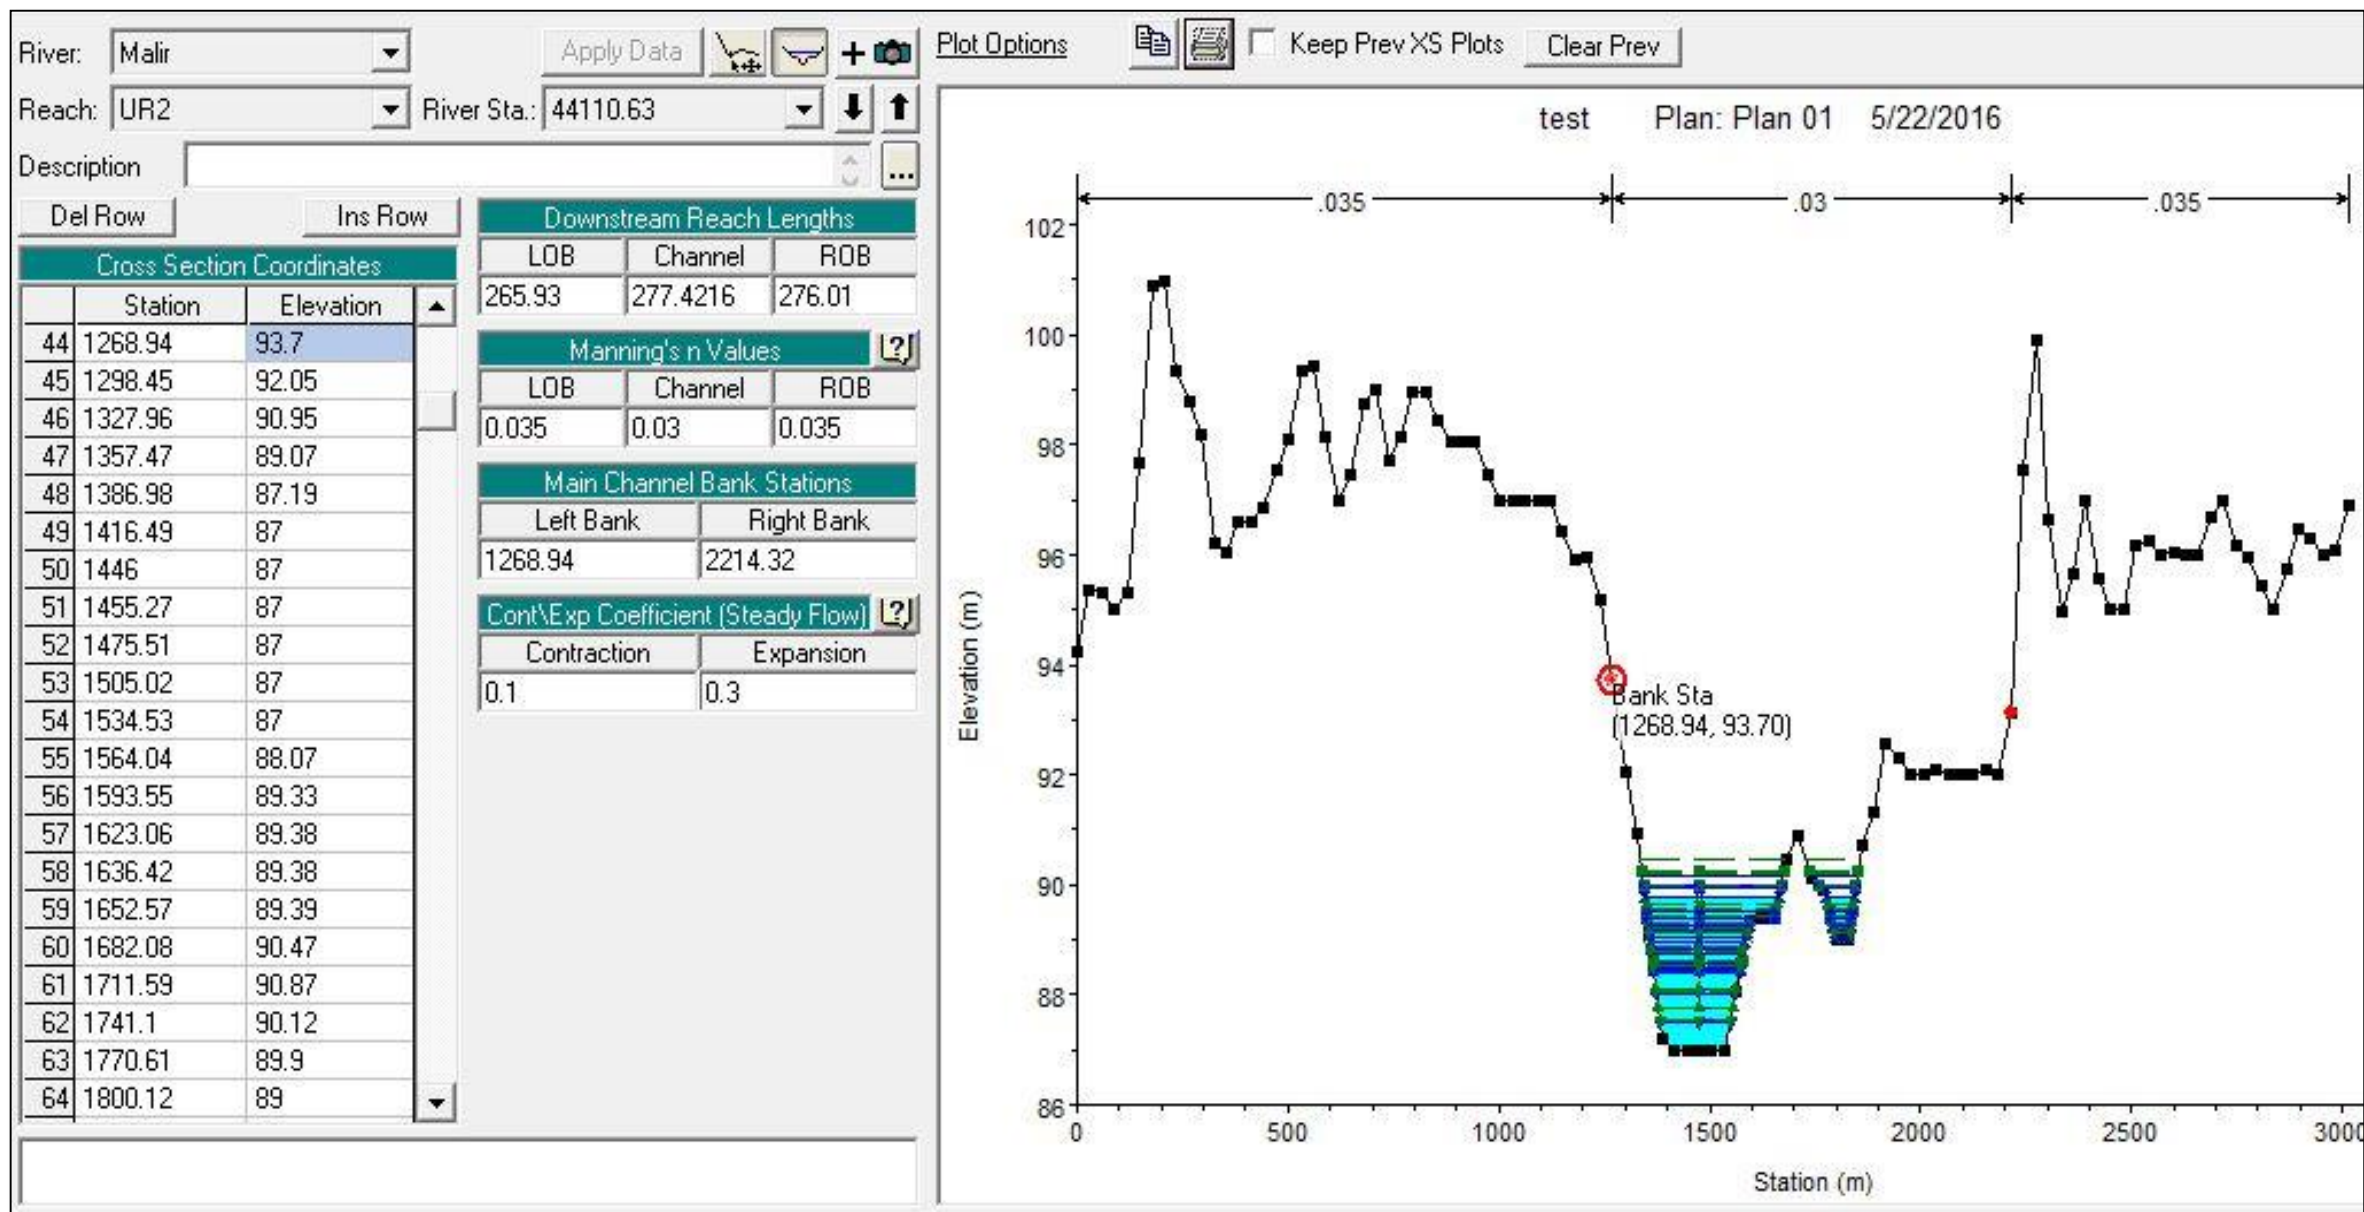 River: Malir Apply Data
Reach: UR2 River Sta.: 44110.63
Description ...
Del Row Ins Row
Cross Section Coordinates
Station Elevation
44 1268.94 93.7
45 1298.45 92.05
46 1327.96 90.95
47 1357.47 89.07
48 1386.98 87.19
49 1416.49 87
50 1446 87
51 1455.27 87
52 1475.51 87
53 1505.02 87
54 1534.53 87
55 1564.04 88.07
56 1593.55 89.33
57 1623.06 89.38
58 1636.42 89.38
59 1652.57 89.39
60 1682.08 90.47
61 1711.59 90.87
62 1741.1 90.12
63 1770.61 89.9
64 1800.12 89
Downstream Reach Lengths
LOB Channel ROB
265.93 277.4216 276.01
Manning's n Values
LOB Channel ROB
0.035 0.03 0.035
Main Channel Bank Stations
Left Bank Right Bank
1268.94 2214.32
Cont\Exp Coefficient (Steady Flow)
Contraction Expansion
0.1 0.3
Plot Options Keep Prev XS Plots Clear Prev
test Plan: Plan 01 5/22/2016
.035 .03 .035
102
100
98
96
94
92
90
88
86
Elevation (m)
Bank Sta
(1268.94, 93.70)
0 500 1000 1500 2000 2500 3000
Station (m)